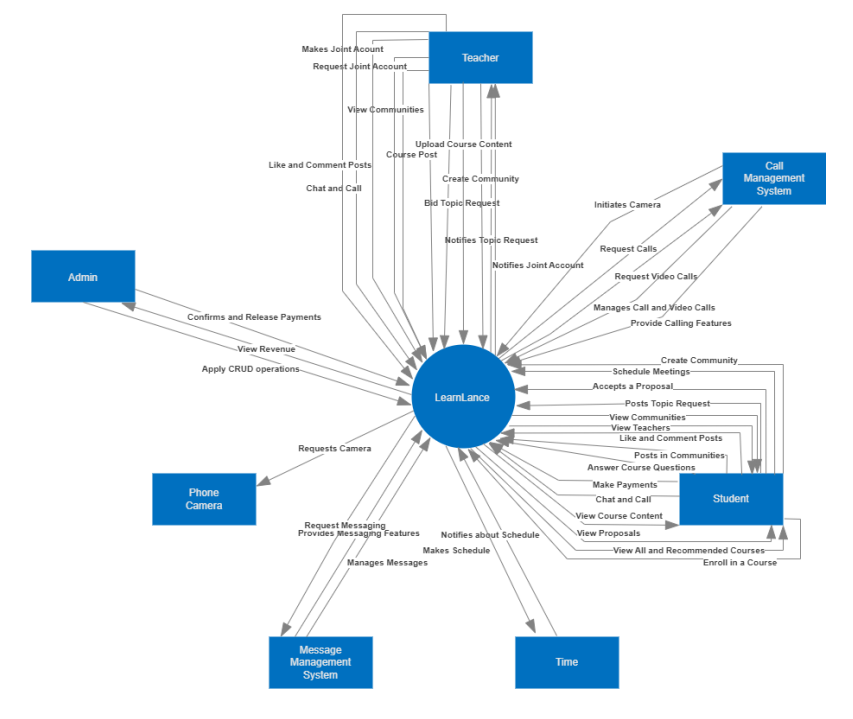 Makes Joint Acount
Teacher
Request Joint Account
View Communities
Upload Course Content
Course Post
Like and Comment Posts
Create Community
Chat and Call
Bid Topic Request
Notifies Topic Request
Notifies Joint Account
Call
Management
System
Initiates Camera
Request Calls
Request Video Calls
Manages Call and Video Calls
Provide Calling Features
Admin
Confirms and Release Payments
View Revenue
Apply CRUD operations
LearnLance
Create Community
Schedule Meetings
Accepts a Proposal
Posts Topic Request
View Communities
View Teachers
Like and Comment Posts
Posts in Communities
Answer Course Questions
Make Payments
Chat and Call
Student
View Course Content
View Proposals
View All and Recommended Courses
Enroll in a Course
Requests Camera
Phone
Camera
Request Messaging
Provides Messaging Features
Manages Messages
Notifies about Schedule
Makes Schedule
Message
Management
System
Time